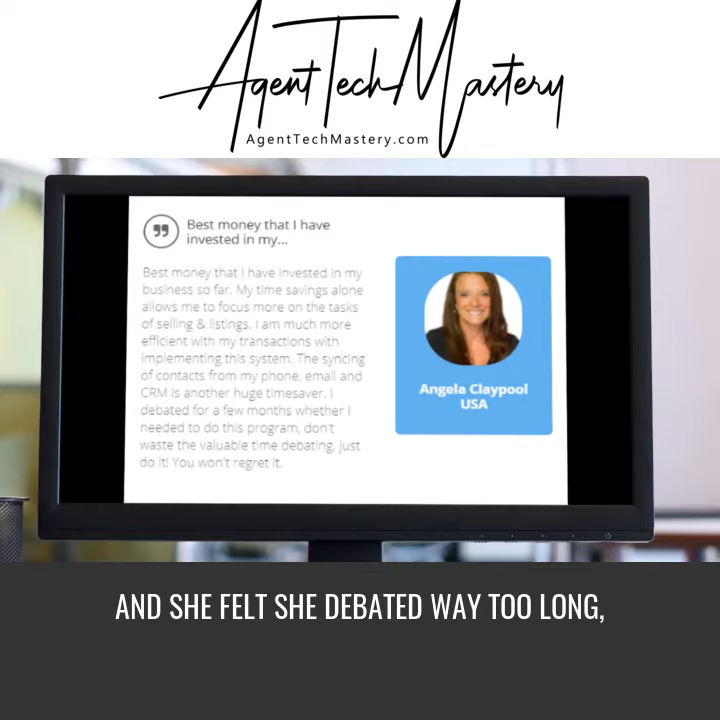 AgentTechMastery
AgentTechMastery.com
Best money that I have
invested in my...
Best money that I have invested in my
business so far. My time savings alone
allows me to focus more on the tasks
of selling & listings. I am much more
efficient with my transactions with
implementing this system. The syncing
of contacts from my phone, email and
CRM is another huge timesaver. I
debated for a few months whether I
needed to do this program, don't
waste the valuable time debating, just
do it! You won't regret it.
Angela Claypool
USA
AND SHE FELT SHE DEBATED WAY TOO LONG,